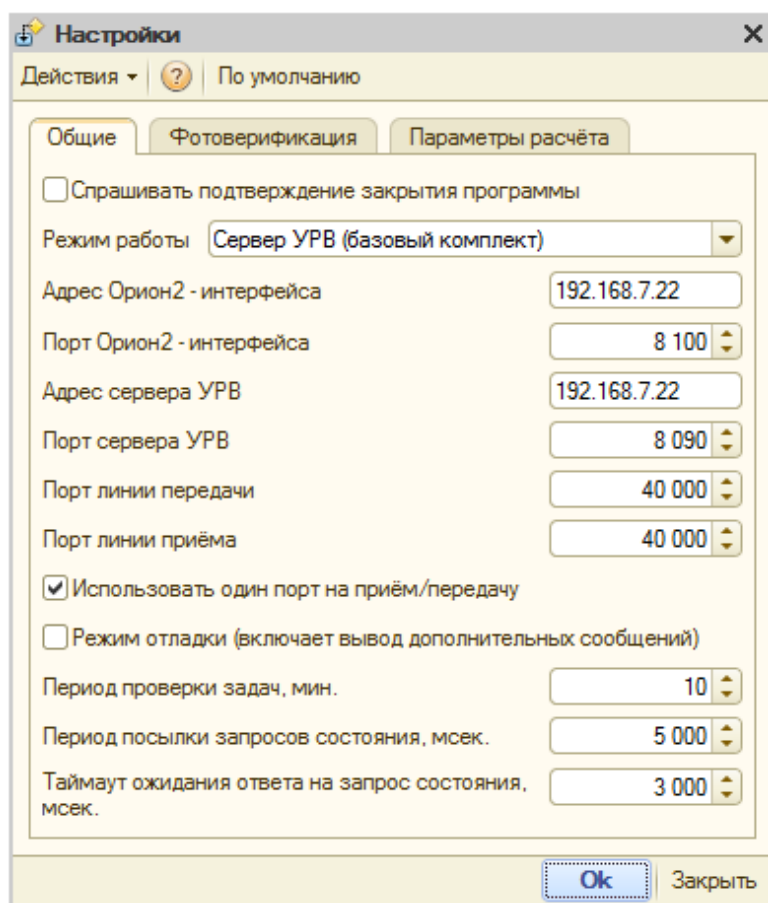 Настройки
Действия ? По умолчанию
Общие Фотоверификация Параметры расчёта
Спрашивать подтверждение закрытия программы
Режим работы Сервер УРВ (базовый комплект)
Адрес Орион2 - интерфейса 192.168.7.22
Порт Орион2 - интерфейса 8 100
Адрес сервера УРВ 192.168.7.22
Порт сервера УРВ 8 090
Порт линии передачи 40 000
Порт линии приёма 40 000
Использовать один порт на приём/передачу
Режим отладки (включает вывод дополнительных сообщений)
Период проверки задач, мин. 10
Период посылки запросов состояния, мсек. 5 000
Таймаут ожидания ответа на запрос состояния, 3 000
мсек.
Ok Закрыть